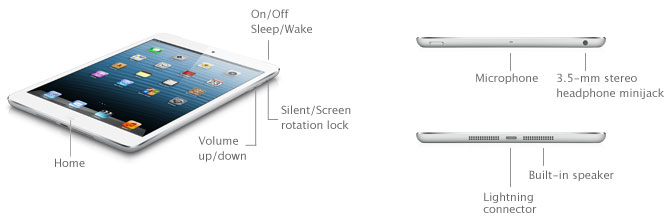 On/Off
Sleep/Wake
Silent/Screen
rotation lock
Volume
up/down
Home
Microphone
3.5-mm stereo
headphone minijack
Built-in speaker
Lightning
connector